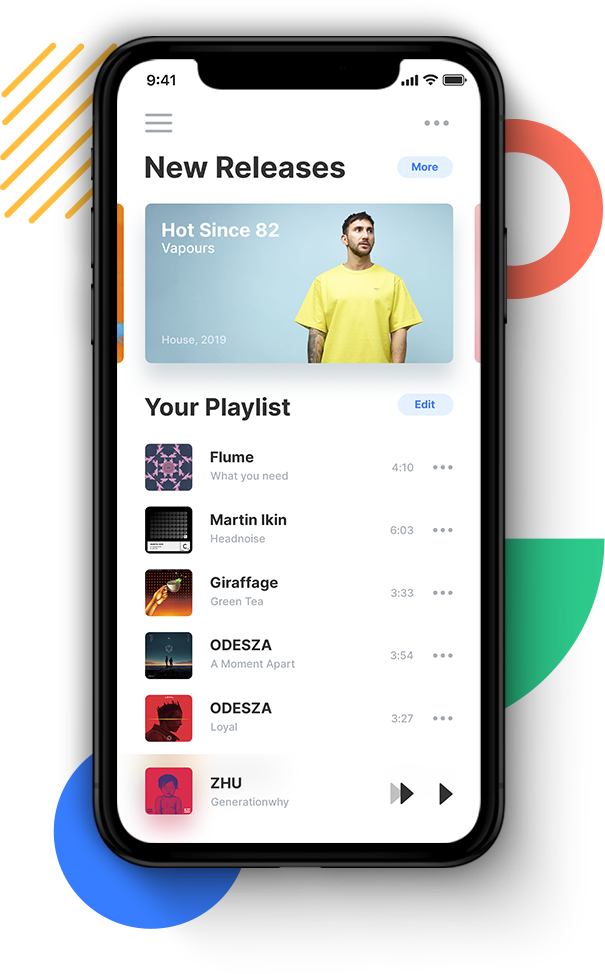 9:41
New Releases
More
Hot Since 82
Vapours
House, 2019
Your Playlist
Edit
Flume
What you need
4:10
Martin Ikin
Headnoise
6:03
Giraffage
Green Tea
3:33
ODESZA
A Moment Apart
3:54
ODESZA
Loyal
3:27
ZHU
Generationwhy